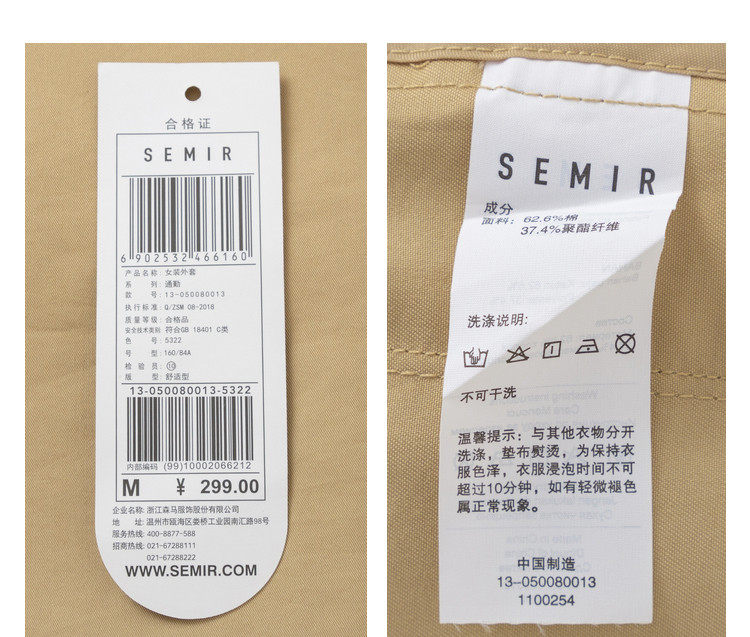 合格证
SEMIR
6 902532 466160
产品名称: 女装外套
系 列: 通勤
款 号: 13-050080013
执行标准: Q/ZSM 08-2018
质量等级: 合格品
安全技术类别: 符合GB 18401 C类
色 号: 5322
号 型: 160/84A
检 验 员: ⑩
版 型: 舒适型
13-050080013-5322
内部编码 (99)10002066212
M ¥ 299.00
企业名称: 浙江森马服饰股份有限公司
地 址: 温州市瓯海区娄桥工业园南汇路98号
服务热线: 400-8877-588
招商热线: 021-67288111
021-67288222
WWW.SEMIR.COM
SEMIR
成分
面料: 62.6%棉
37.4%聚酯纤维
洗涤说明:
不可干洗
温馨提示: 与其他衣物分开
洗涤, 垫布熨烫, 为保持衣
服色泽, 衣服浸泡时间不可
超过10分钟, 如有轻微褪色
属正常现象。
中国制造
13-050080013
1100254